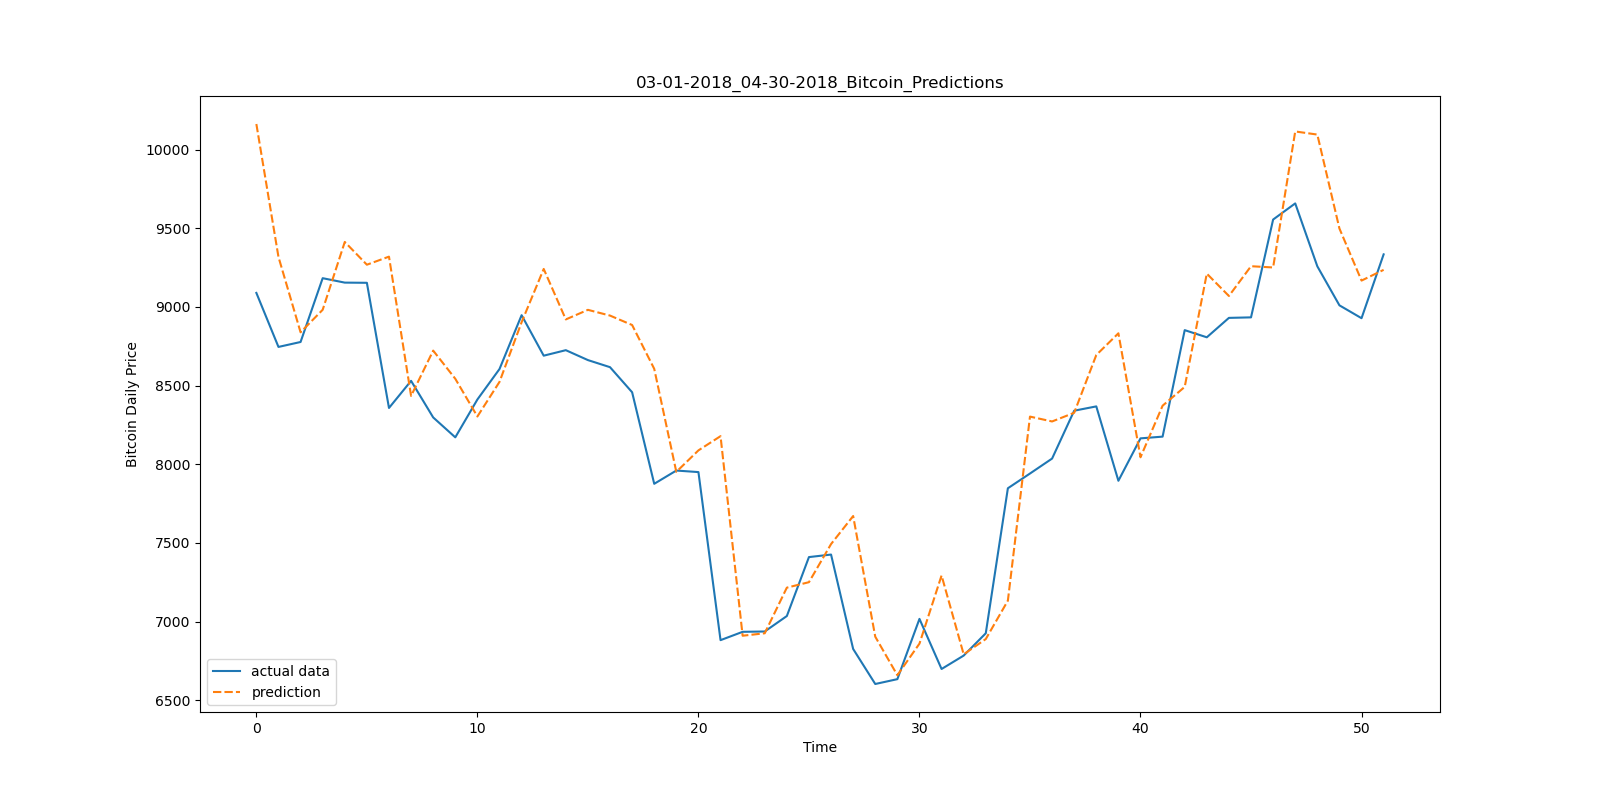 03-01-2018_04-30-2018_Bitcoin_Predictions
Bitcoin Daily Price
10000
9500
9000
8500
8000
7500
7000
6500
actual data
prediction
0 10 20 30 40 50
Time